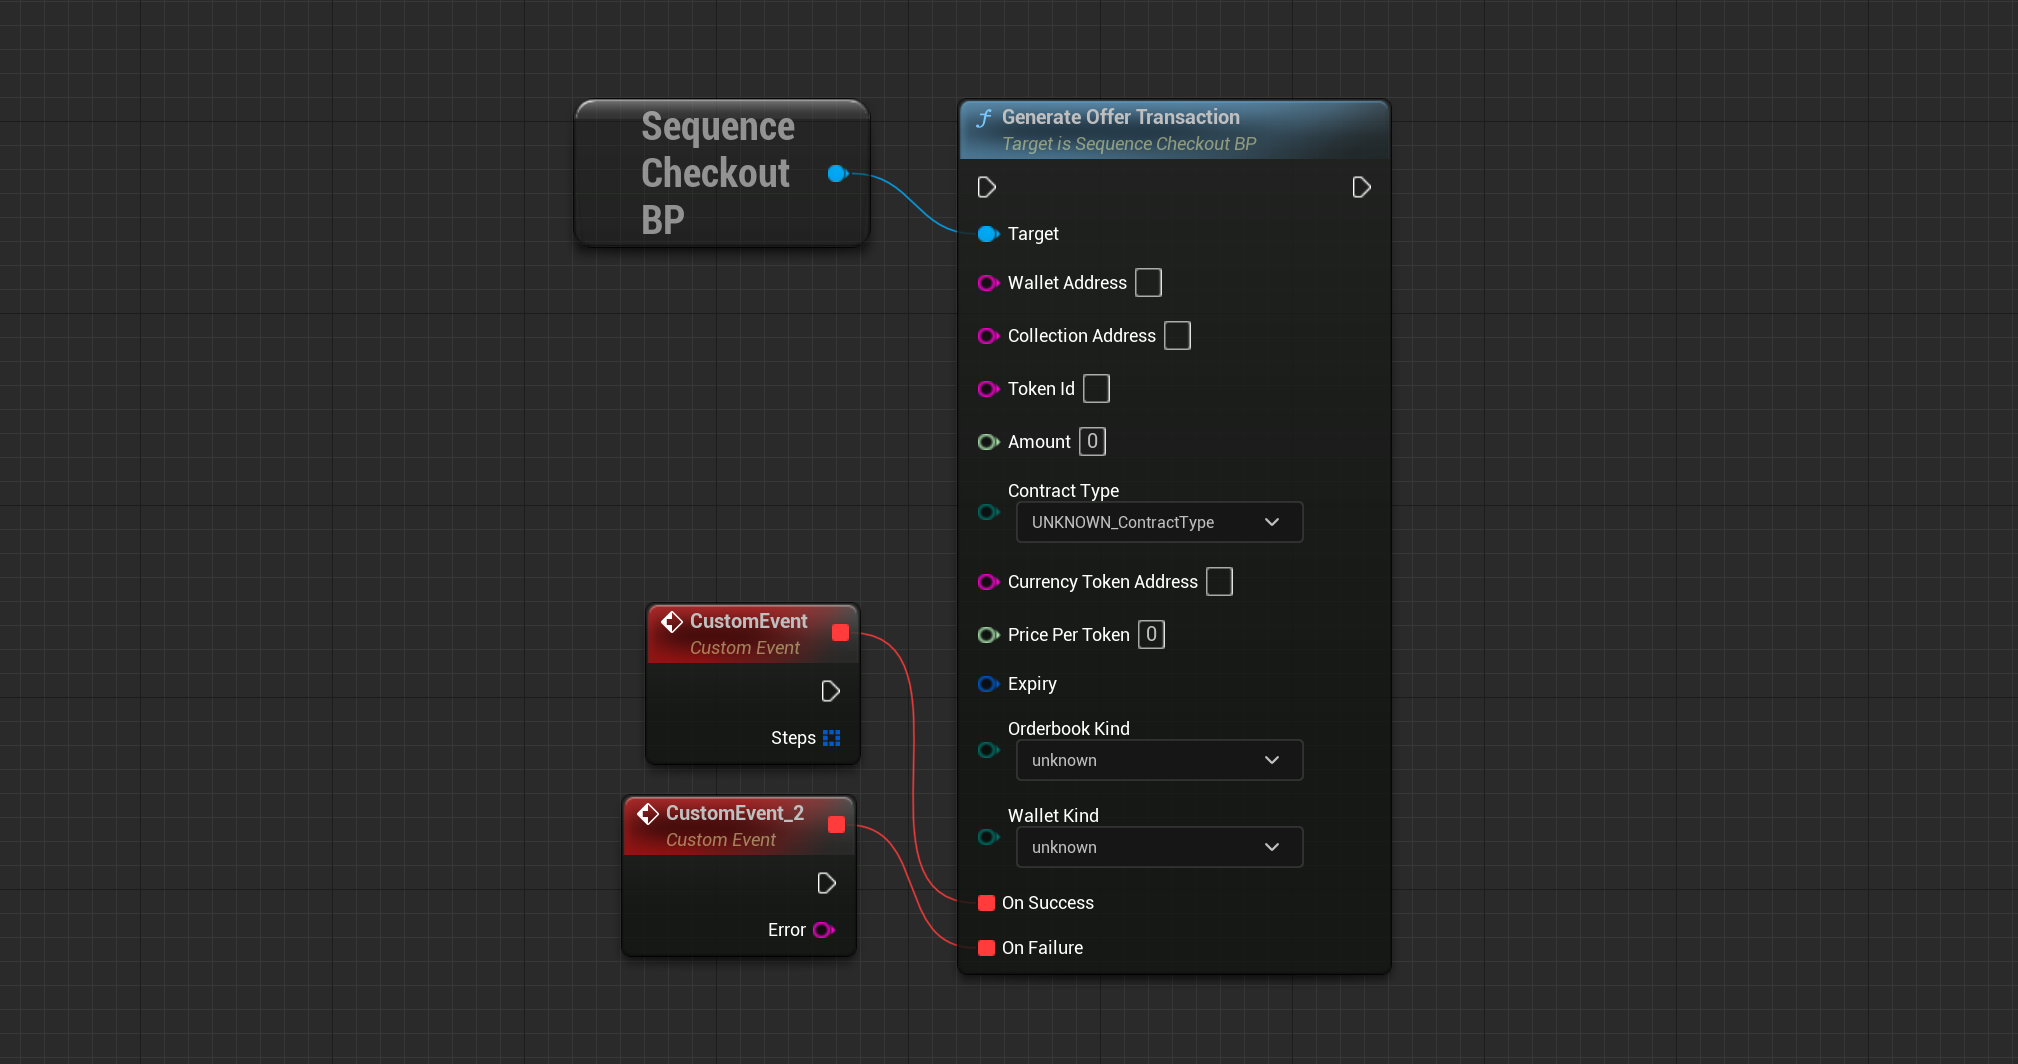 Sequence
Checkout
BP
Generate Offer Transaction
Target is Sequence Checkout BP
Target
Wallet Address
Collection Address
Token Id
Amount 0
Contract Type
UNKNOWN_ContractType
Currency Token Address
Price Per Token 0
Expiry
Orderbook Kind
unknown
Wallet Kind
unknown
On Success
On Failure
CustomEvent
Custom Event
Steps
CustomEvent_2
Custom Event
Error